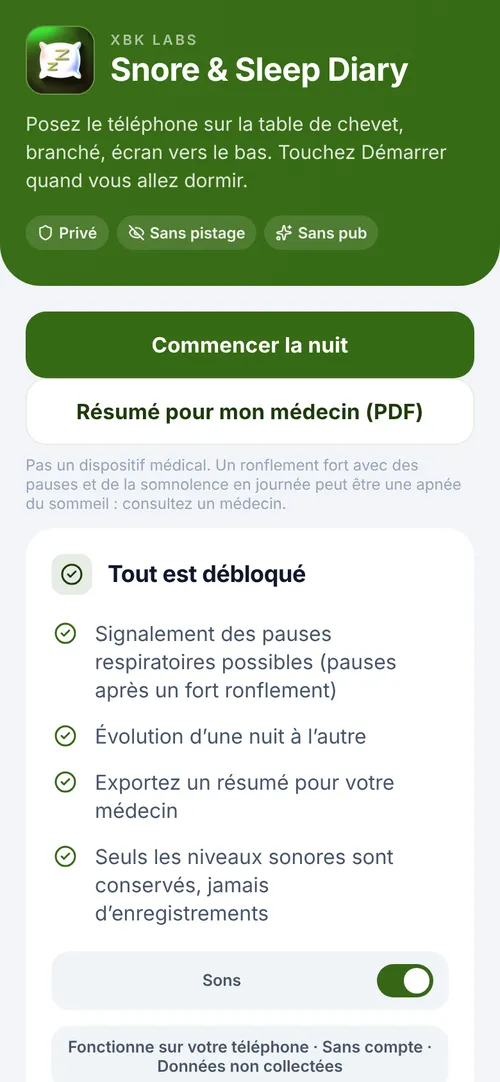 XBK LABS
Snore & Sleep Diary
Posez le téléphone sur la table de chevet,
branché, écran vers le bas. Touchez Démarrer
quand vous allez dormir.
Privé
Sans pistage
Sans pub
Commencer la nuit
Résumé pour mon médecin (PDF)
Pas un dispositif médical. Un ronflement fort avec des
pauses et de la somnolence en journée peut être une apnée
du sommeil : consultez un médecin.
Tout est débloqué
Signalement des pauses
respiratoires possibles (pauses
après un fort ronflement)
Évolution d’une nuit à l’autre
Exportez un résumé pour votre
médecin
Seuls les niveaux sonores sont
conservés, jamais
d’enregistrements
Sons
Fonctionne sur votre téléphone · Sans compte ·
Données non collectées